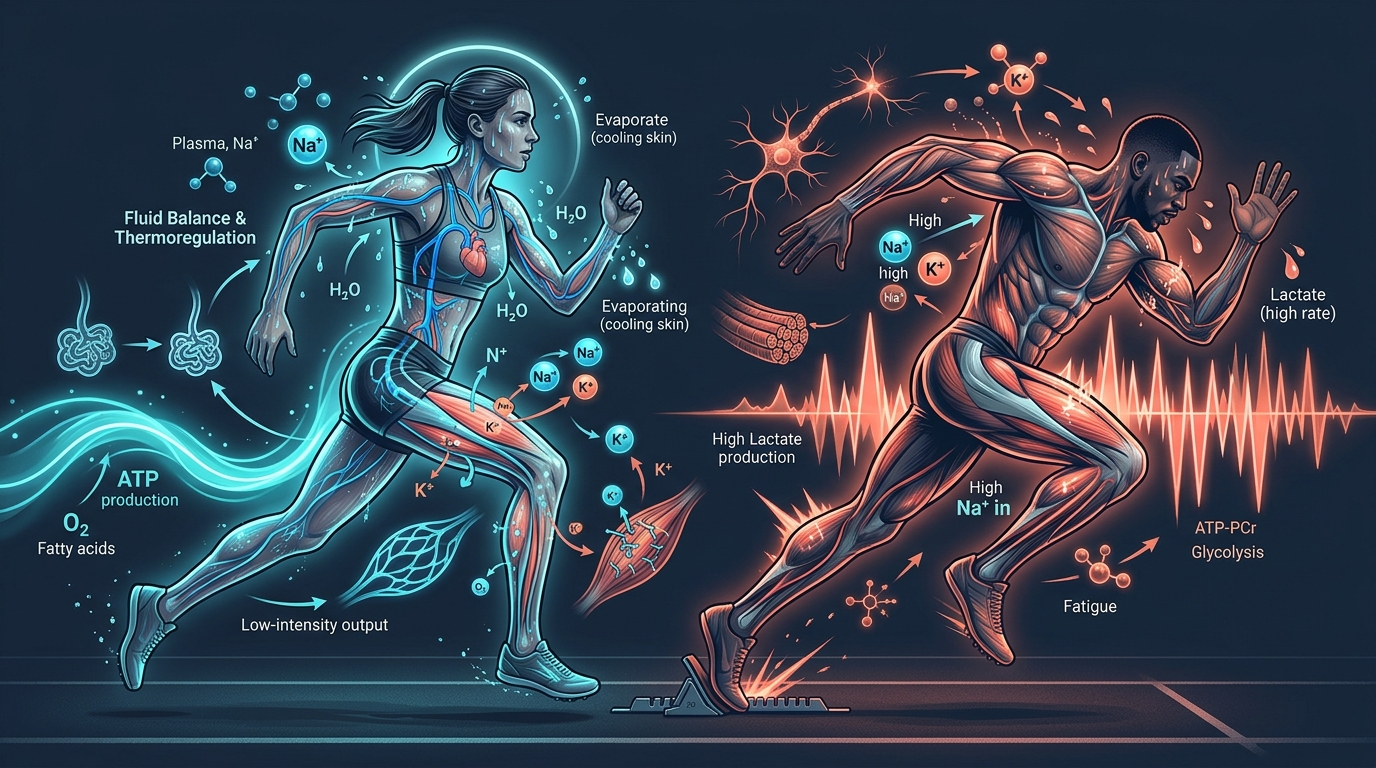 Na⁺
Plasma, Na⁺
Fluid Balance &
Thermoregulation
Evaporate
(cooling skin)
H₂O
H₂O
H₂O
Evaporating
(cooling skin)
N⁺
Na⁺
Na⁺
K⁺
K⁺
K⁺
K⁺
ATP
production
O₂
Fatty acids
Low-intensity output
K⁺
High
Na⁺
high
K⁺
Lactate
(high rate)
High Lactate
production
High
Na⁺ in
ATP-PCr
Glycolysis
Fatigue